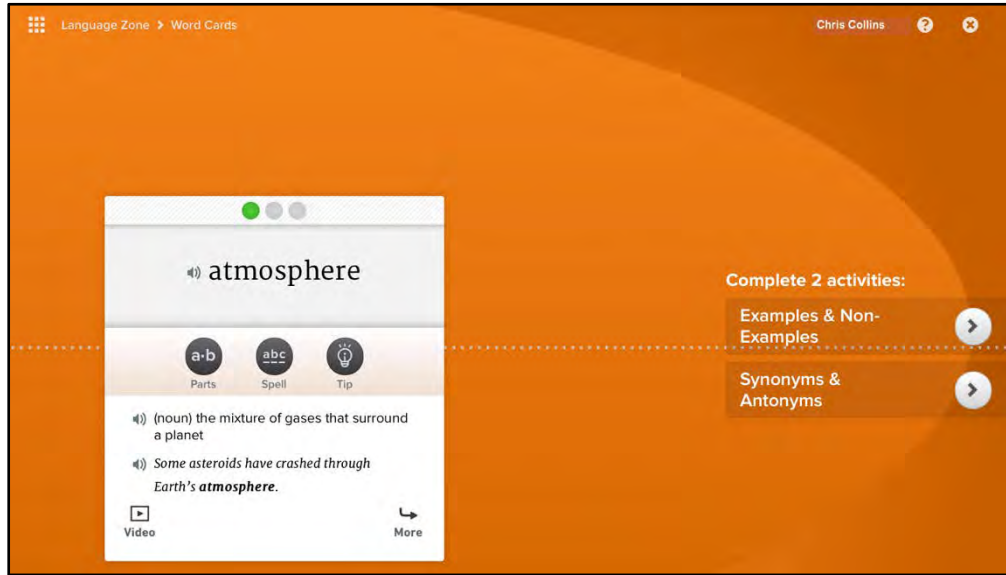 Language Zone > Word Cards
Chris Collins
?
atmosphere
a·b
abc
Parts
Spell
Tip
(noun) the mixture of gases that surround
a planet
Some asteroids have crashed through
Earth's atmosphere.
Video
More
Complete 2 activities:
Examples & Non-
Examples
Synonyms &
Antonyms